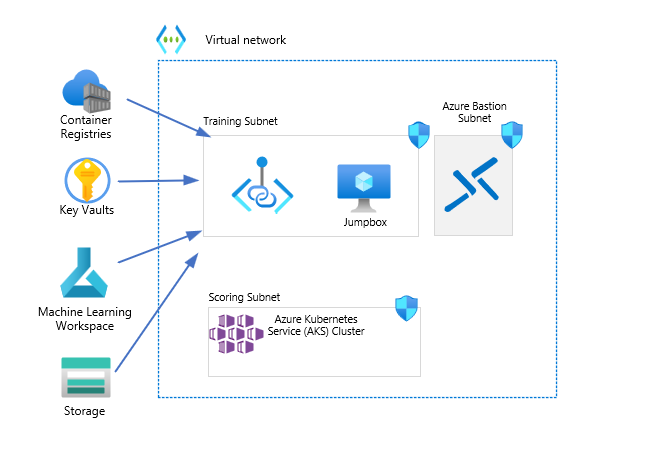 Virtual network
Container
Registries
Key Vaults
Machine Learning
Workspace
Storage
Training Subnet
Jumpbox
Azure Bastion
Subnet
Scoring Subnet
Azure Kubernetes
Service (AKS) Cluster